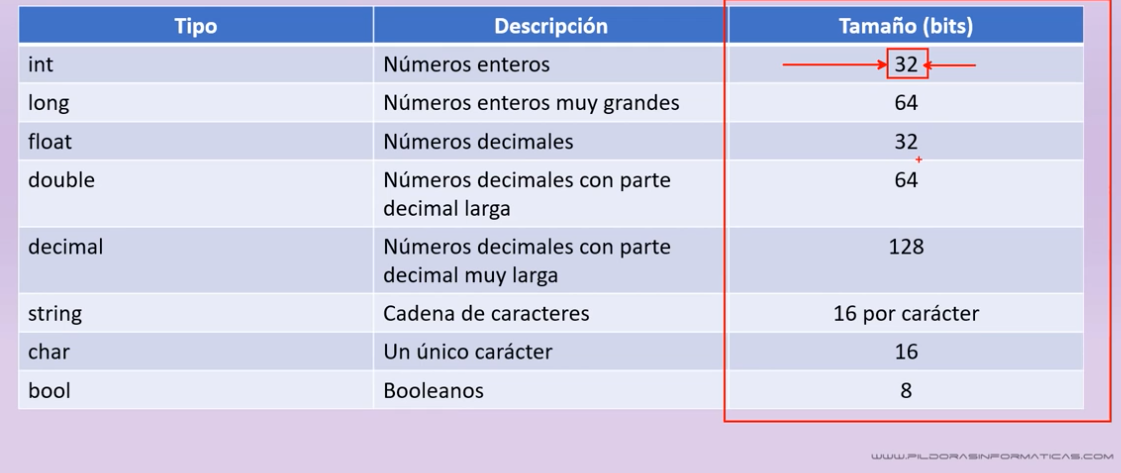 Tipo Descripción Tamaño (bits)
int Números enteros 32
long Números enteros muy grandes 64
float Números decimales 32
double Números decimales con parte 64
decimal larga
decimal Números decimales con parte 128
decimal muy larga
string Cadena de caracteres 16 por carácter
char Un único carácter 16
bool Booleanos 8
WWW.PILDORASINFORMATICAS.COM